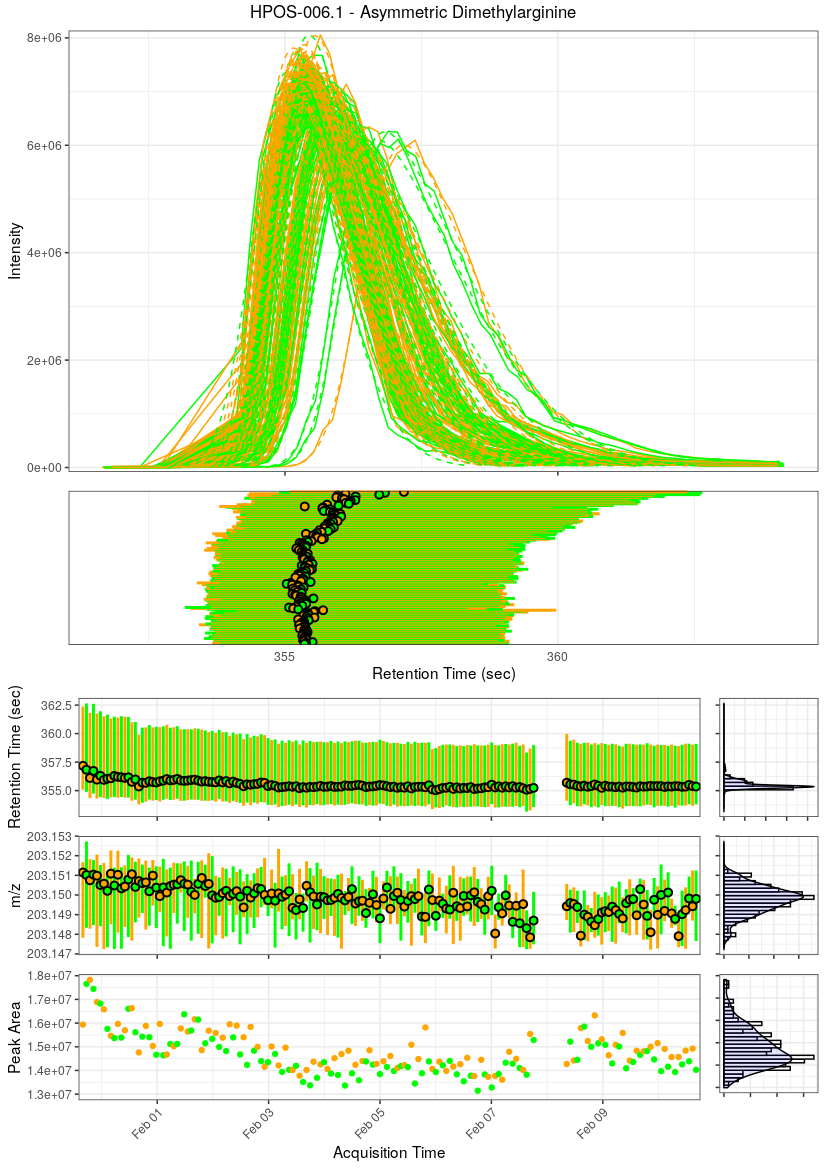 HPOS-006.1 - Asymmetric Dimethylarginine
8e+06
6e+06
4e+06
2e+06
0e+00
Intensity
355
360
Retention Time (sec)
362.5
360.0
357.5
355.0
Retention Time (sec)
203.153
203.152
203.151
203.150
203.149
203.148
203.147
m/z
1.8e+07
1.7e+07
1.6e+07
1.5e+07
1.4e+07
1.3e+07
Peak Area
Feb 01
Feb 03
Feb 05
Feb 07
Feb 09
Acquisition Time